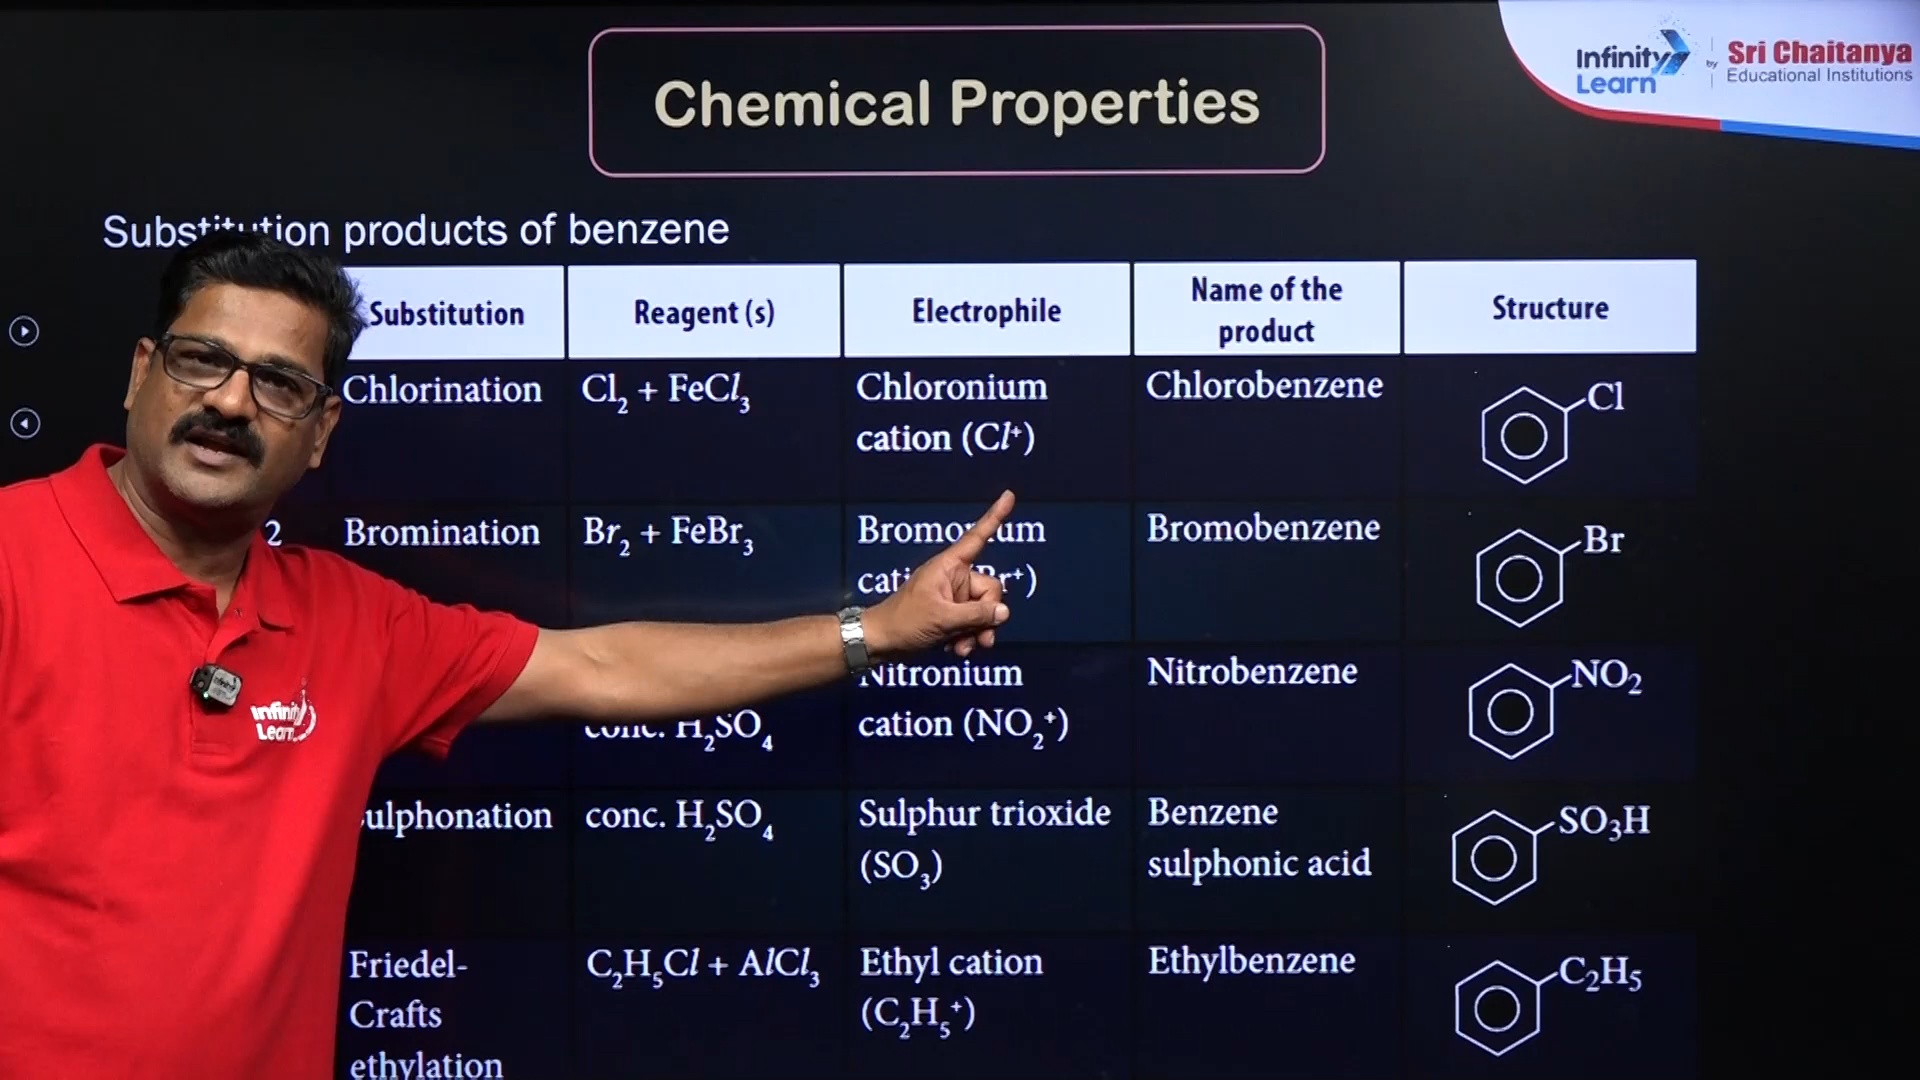 Chemical Properties
Infinity
Learn
by
Sri Chaitanya
Educational Institutions
Substitution products of benzene
Substitution
Reagent (s)
Electrophile
Name of the
product
Structure
Chlorination
Cl₂ + FeCl₃
Chloronium
cation (Cl⁺)
Chlorobenzene
Cl
2
Bromination
Br₂ + FeBr₃
Bromobenzene
Br
Nitronium
cation (NO₂⁺)
conc. H₂SO₄
Nitrobenzene
NO₂
conc. H₂SO₄
Sulphur trioxide
(SO₃)
Benzene
sulphonic acid
SO₃H
Friedel-
Crafts
ethylation
C₂H₅Cl + AlCl₃
Ethyl cation
(C₂H₅⁺)
Ethylbenzene
C₂H₅
Infinity
Learn